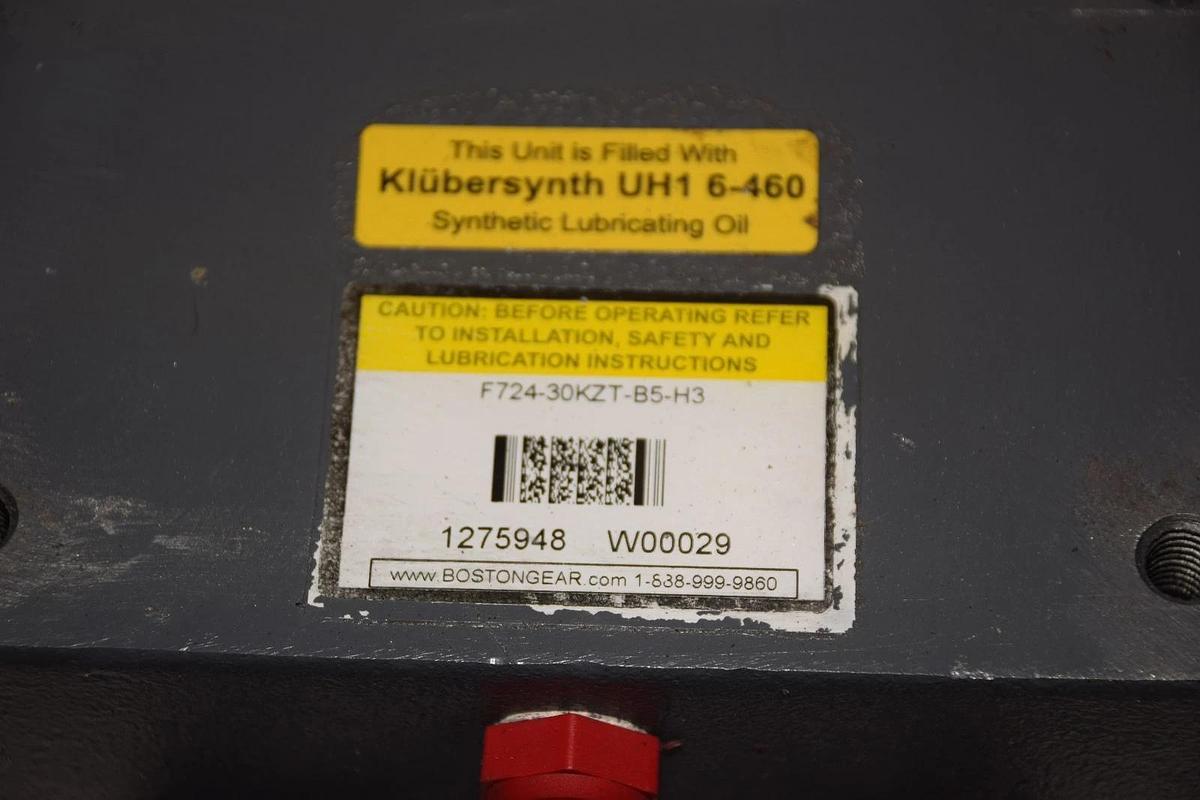 This Unit is Filled With
Klübersynth UH1 6-460
Synthetic Lubricating Oil
CAUTION: BEFORE OPERATING REFER
TO INSTALLATION, SAFETY AND
LUBRICATION INSTRUCTIONS
F724-30KZT-B5-H3
1275948 W00029
www.BOSTONGEAR.com 1-888-999-9860